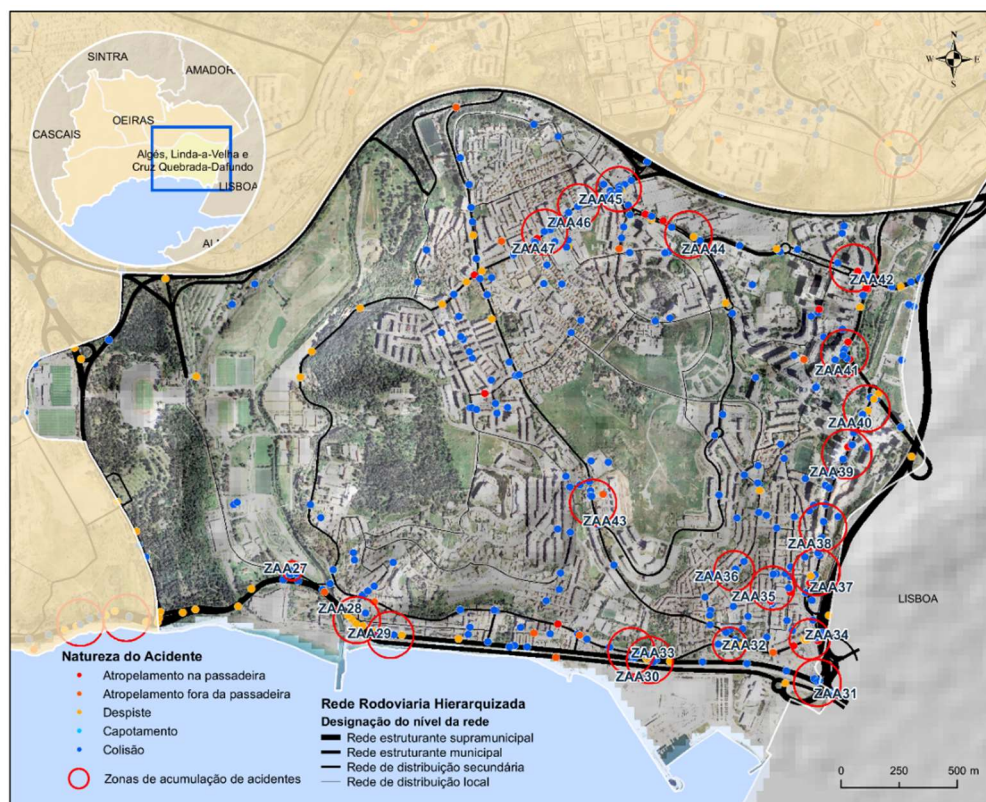 SINTRA
AMADOR
OEIRAS
CASCAIS
Algés, Linda-a-Velha e
Cruz Quebrada-Dafundo
LISBOA
N
W E
S
ZAA45
ZAA46
ZAA47
ZAA44
ZAA42
ZAA41
ZAA40
ZAA39
ZAA43
ZAA38
ZAA27
ZAA36
ZAA35
ZAA37
LISBOA
ZAA28
ZAA29
ZAA33
ZAA32
ZAA34
ZAA30
ZAA31
Natureza do Acidente
Atropelamento na passadeira
Atropelamento fora da passadeira
Despiste
Capotamento
Colisão
Zonas de acumulação de acidentes
Rede Rodoviaria Hierarquizada
Designação do nível da rede
Rede estruturante supramunicipal
Rede estruturante municipal
Rede de distribuição secundária
Rede de distribuição local
0 250 500 m